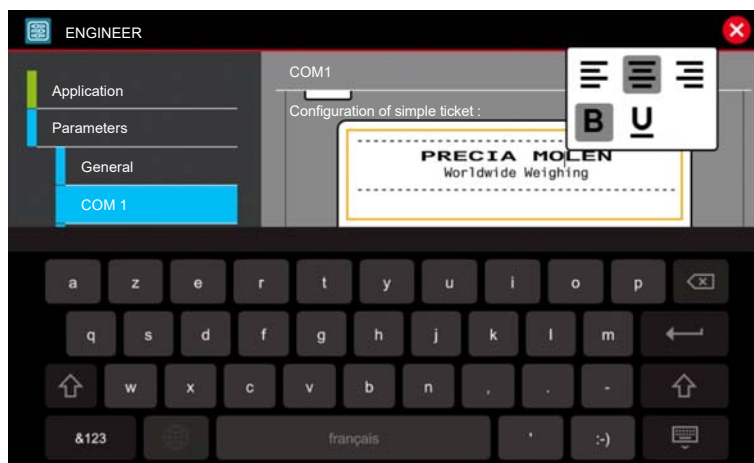 ENGINEER
COM1
Application
Configuration of simple ticket :
B U
Parameters
PRECIA MOLEN
Worldwide Weighing
General
COM 1
a z e r t y u i o p
q s d f g h j k l m
w x c v b n , . -
&123 français ' :-)